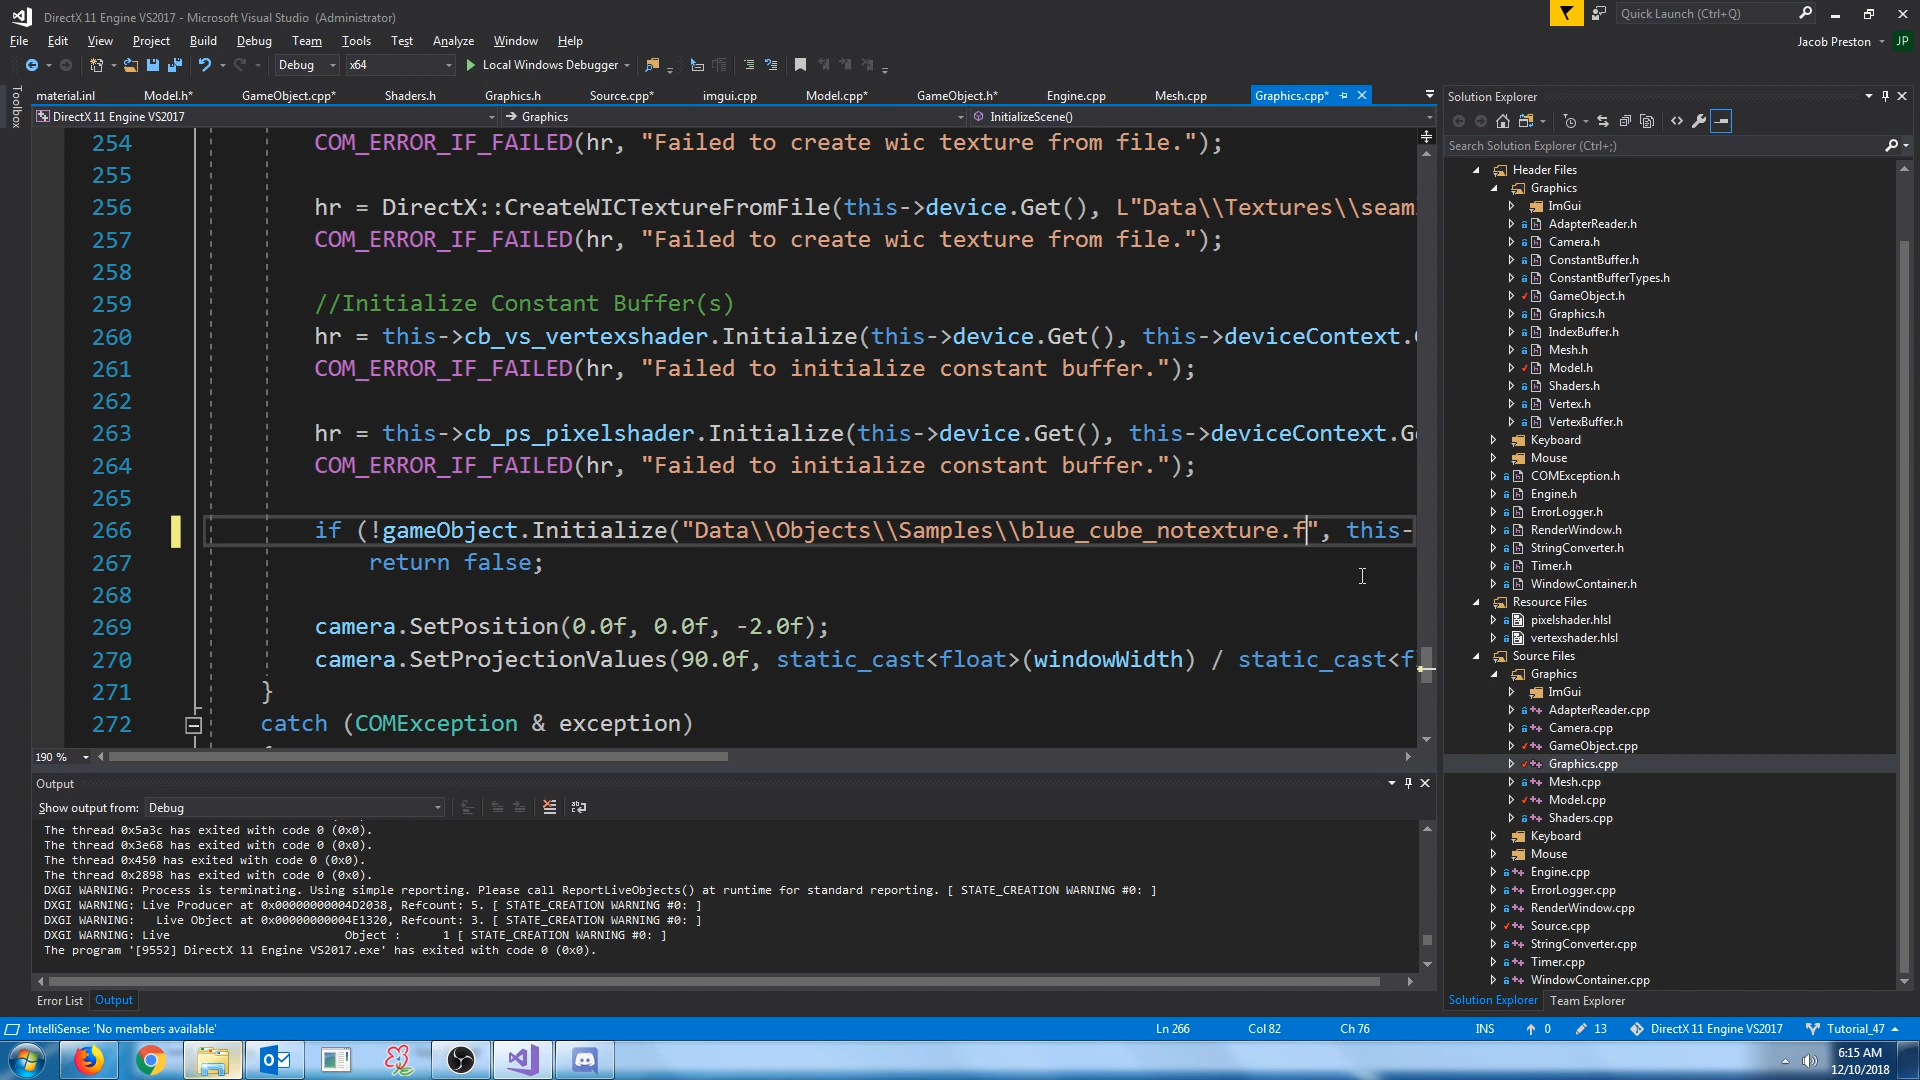 DirectX 11 Engine VS2017 - Microsoft Visual Studio (Administrator)
Quick Launch (Ctrl+Q)
File Edit View Project Build Debug Team Tools Test Analyze Window Help
Jacob Preston JP
Debug x64 Local Windows Debugger
Toolbox
material.inl Model.h* GameObject.cpp* Shaders.h Graphics.h Source.cpp* imgui.cpp Model.cpp* GameObject.h* Engine.cpp Mesh.cpp Graphics.cpp*
DirectX 11 Engine VS2017 Graphics InitializeScene()
254 COM_ERROR_IF_FAILED(hr, "Failed to create wic texture from file.");
255
256 hr = DirectX::CreateWICTextureFromFile(this->device.Get(), L"Data\\Textures\\seam
257 COM_ERROR_IF_FAILED(hr, "Failed to create wic texture from file.");
258
259 //Initialize Constant Buffer(s)
260 hr = this->cb_vs_vertexshader.Initialize(this->device.Get(), this->deviceContext.
261 COM_ERROR_IF_FAILED(hr, "Failed to initialize constant buffer.");
262
263 hr = this->cb_ps_pixelshader.Initialize(this->device.Get(), this->deviceContext.G
264 COM_ERROR_IF_FAILED(hr, "Failed to initialize constant buffer.");
265
266 if (!gameObject.Initialize("Data\\Objects\\Samples\\blue_cube_notexture.f", this-
267 return false;
268
269 camera.SetPosition(0.0f, 0.0f, -2.0f);
270 camera.SetProjectionValues(90.0f, static_cast<float>(windowWidth) / static_cast<f
271 }
272 catch (COMException & exception)
190 %
Output
Show output from: Debug
The thread 0x5a3c has exited with code 0 (0x0).
The thread 0x3e68 has exited with code 0 (0x0).
The thread 0x450 has exited with code 0 (0x0).
The thread 0x2898 has exited with code 0 (0x0).
DXGI WARNING: Process is terminating. Using simple reporting. Please call ReportLiveObjects() at runtime for standard reporting. [ STATE_CREATION WARNING #0: ]
DXGI WARNING: Live Producer at 0x00000000004D2038, Refcount: 5. [ STATE_CREATION WARNING #0: ]
DXGI WARNING: Live Object at 0x00000000004E1320, Refcount: 3. [ STATE_CREATION WARNING #0: ]
DXGI WARNING: Live Object : 1 [ STATE_CREATION WARNING #0: ]
The program '[9552] DirectX 11 Engine VS2017.exe' has exited with code 0 (0x0).
Error List Output
Solution Explorer
Search Solution Explorer (Ctrl+;)
Header Files
Graphics
ImGui
AdapterReader.h
Camera.h
ConstantBuffer.h
ConstantBufferTypes.h
GameObject.h
Graphics.h
IndexBuffer.h
Mesh.h
Model.h
Shaders.h
Vertex.h
VertexBuffer.h
Keyboard
Mouse
COMException.h
Engine.h
ErrorLogger.h
RenderWindow.h
StringConverter.h
Timer.h
WindowContainer.h
Resource Files
pixelshader.hlsl
vertexshader.hlsl
Source Files
Graphics
ImGui
AdapterReader.cpp
Camera.cpp
GameObject.cpp
Graphics.cpp
Mesh.cpp
Model.cpp
Shaders.cpp
Keyboard
Mouse
Engine.cpp
ErrorLogger.cpp
RenderWindow.cpp
Source.cpp
StringConverter.cpp
Timer.cpp
WindowContainer.cpp
Solution Explorer Team Explorer
IntelliSense: 'No members available' Ln 266 Col 82 Ch 76 INS 0 13 DirectX 11 Engine VS2017 Tutorial_47
6:15 AM
12/10/2018